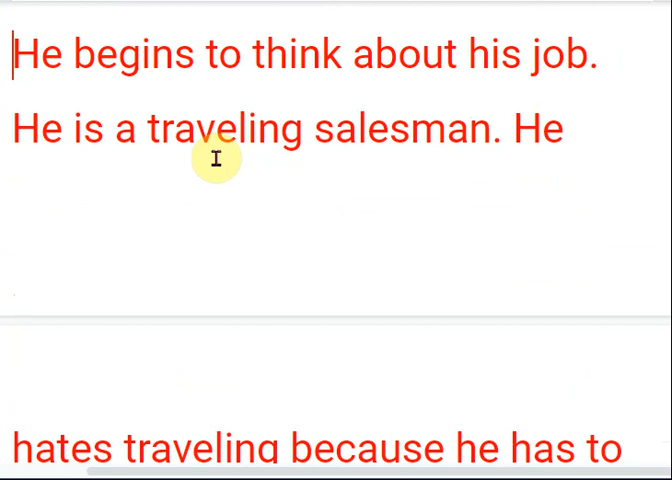 He begins to think about his job.
He is a traveling salesman. He
hates traveling because he has to